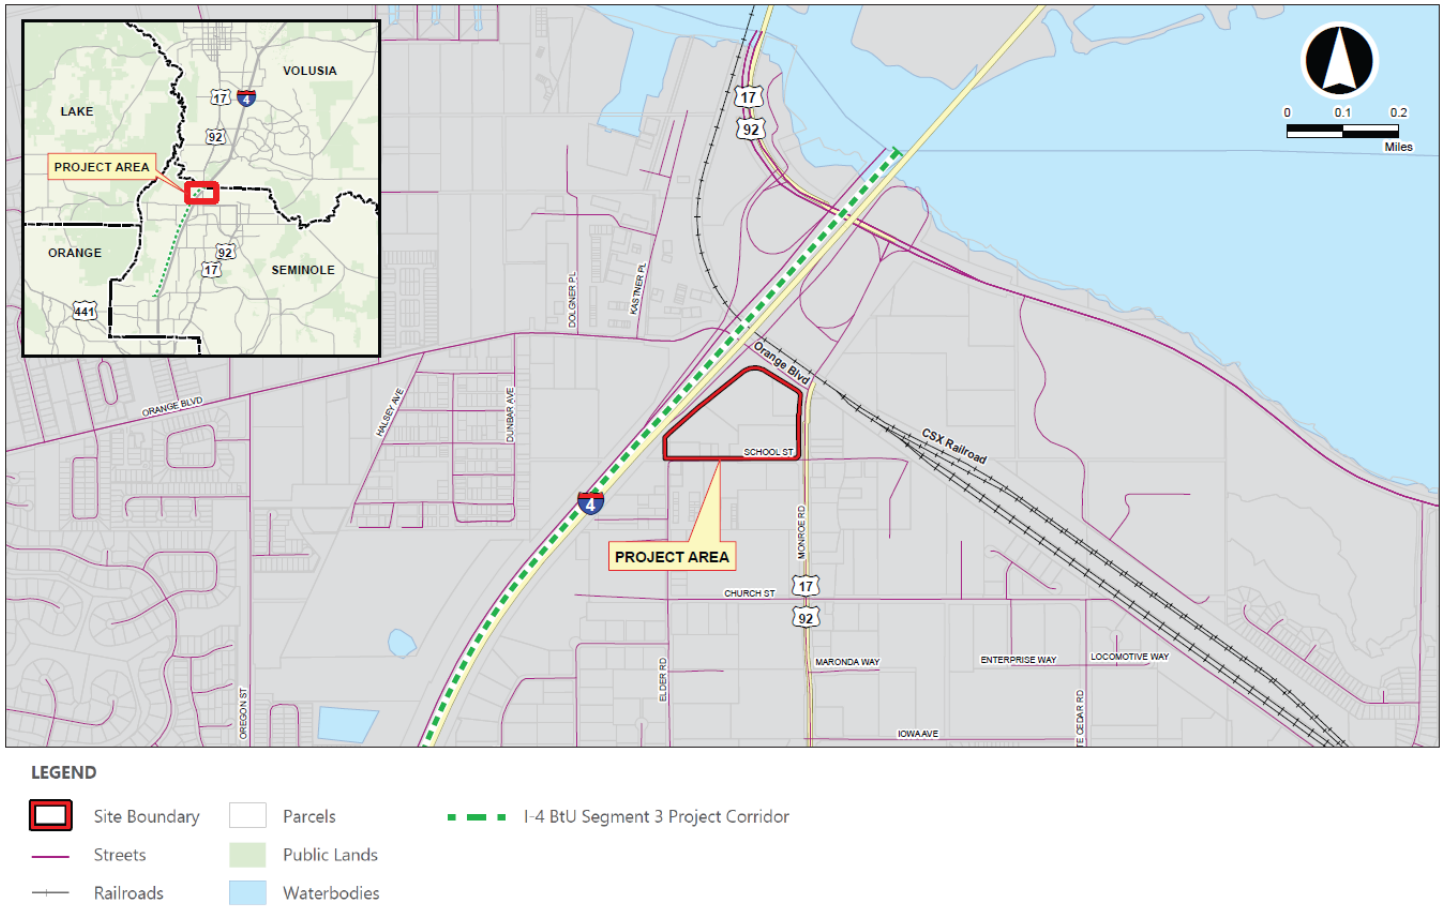 VOLUSIA
LAKE
17
4
92
PROJECT AREA
ORANGE
92
17
SEMINOLE
441
17
92
0 0.1 0.2
Miles
DOLGNER PL
KASTNER PL
Orange Blvd
ORANGE BLVD
HALSEY AVE
DUNBAR AVE
SCHOOL ST
CSX Railroad
4
MONROE RD
PROJECT AREA
17
CHURCH ST
92
MARONDA WAY
ENTERPRISE WAY
LOCOMOTIVE WAY
ELDER RD
OREGON ST
IOWA AVE
TE CEDAR RD
LEGEND
Site Boundary
Parcels
I-4 BtU Segment 3 Project Corridor
Streets
Public Lands
Railroads
Waterbodies